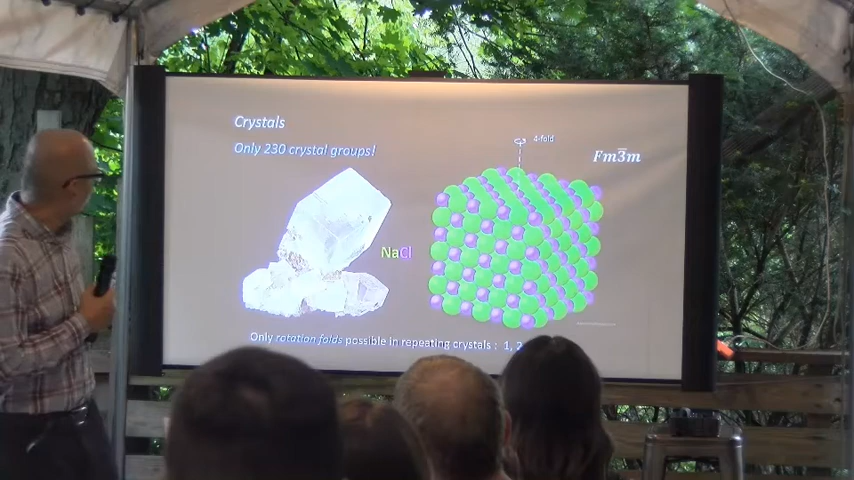 Crystals
Only 230 crystal groups!
4-fold
Fm3̅m
NaCl
Only rotation folds possible in repeating crystals : 1, 2